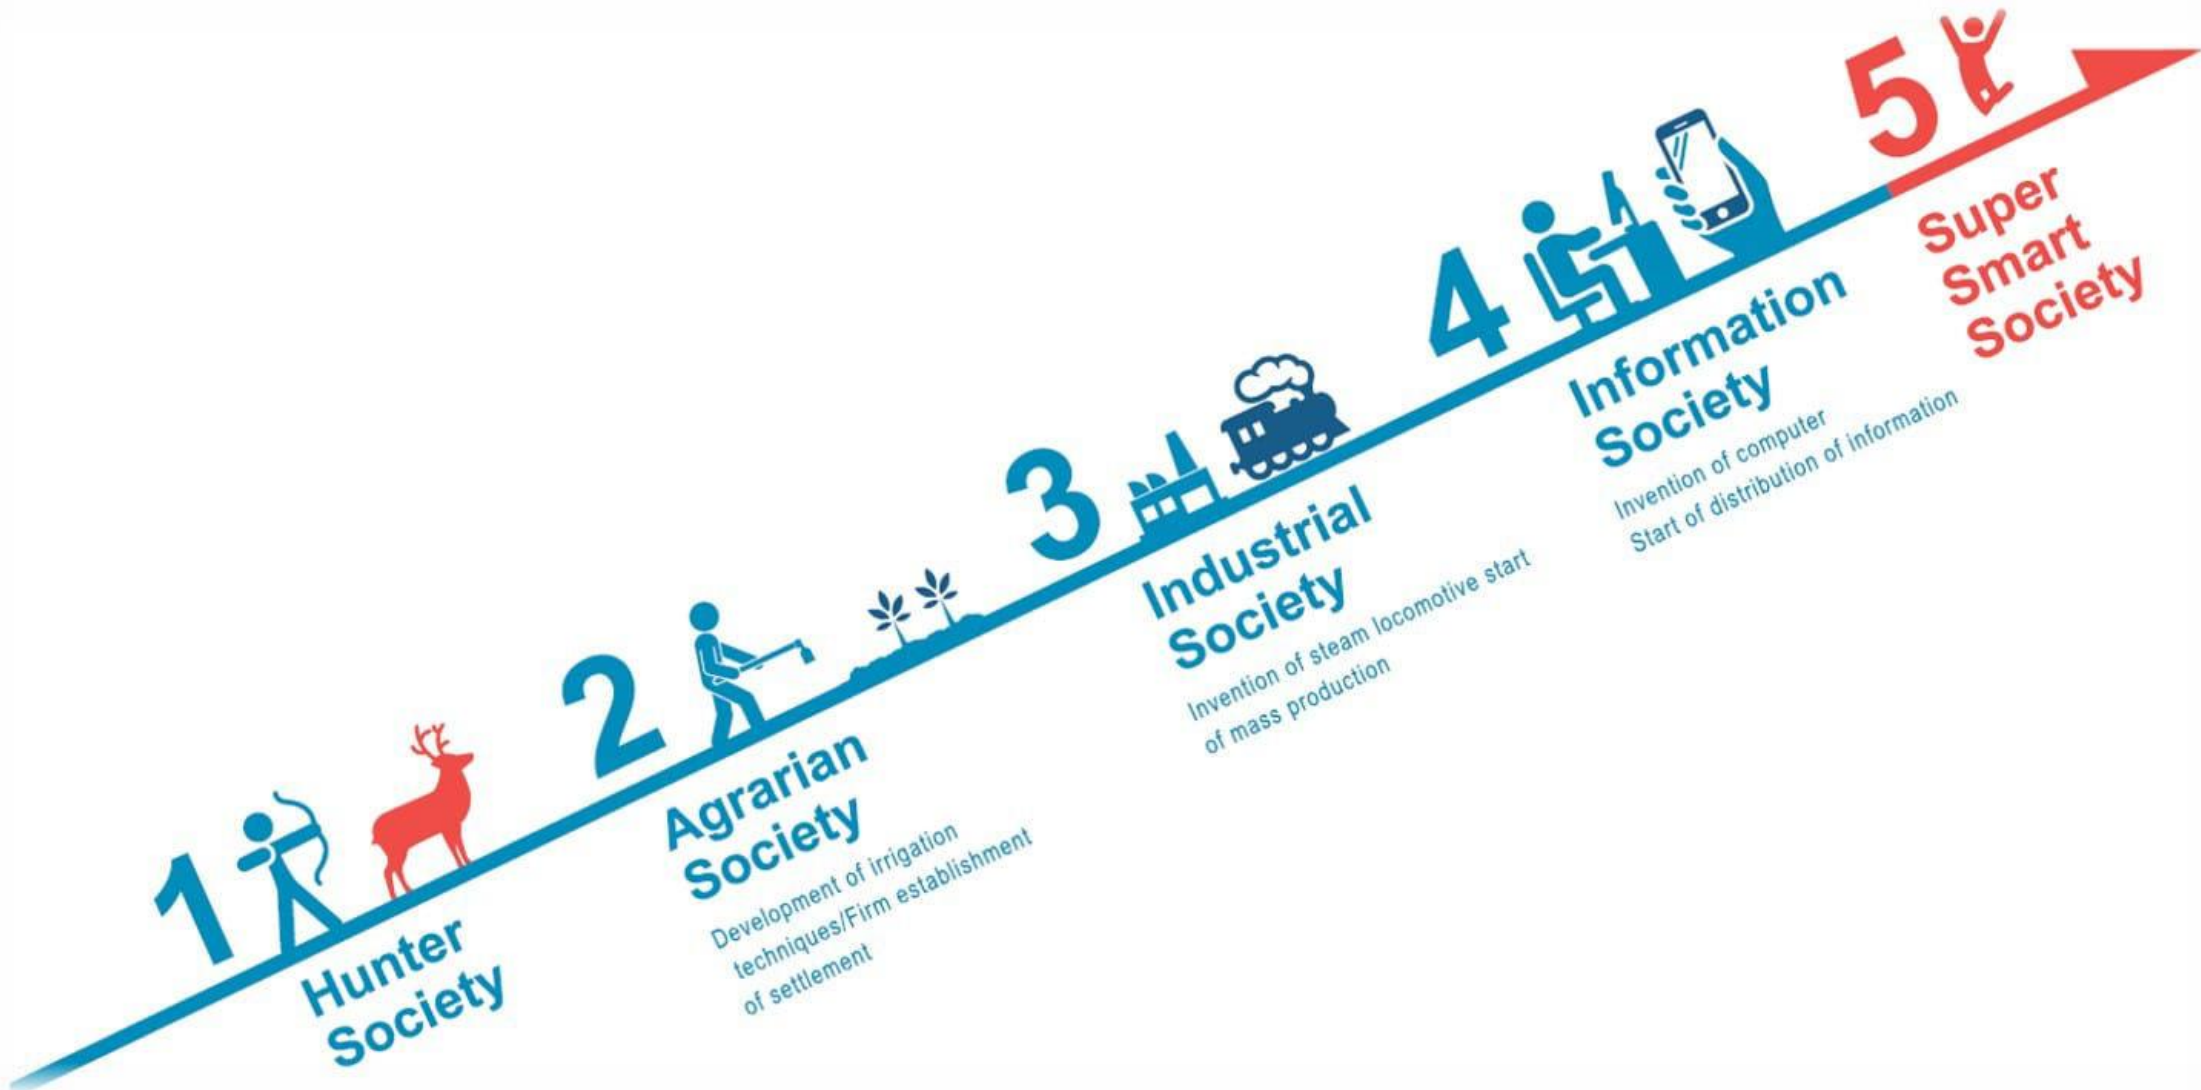 1
Hunter
Society
2
Agrarian
Society
Development of irrigation
techniques/Firm establishment
of settlement
3
Industrial
Society
Invention of steam locomotive start
of mass production
4
Information
Society
Invention of computer
Start of distribution of information
5
Super
Smart
Society